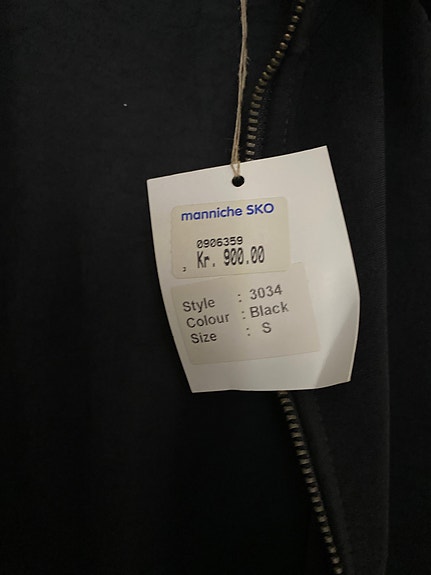 manniche SKO
0906359
Kr. 900.00
Style : 3034
Colour : Black
Size : S